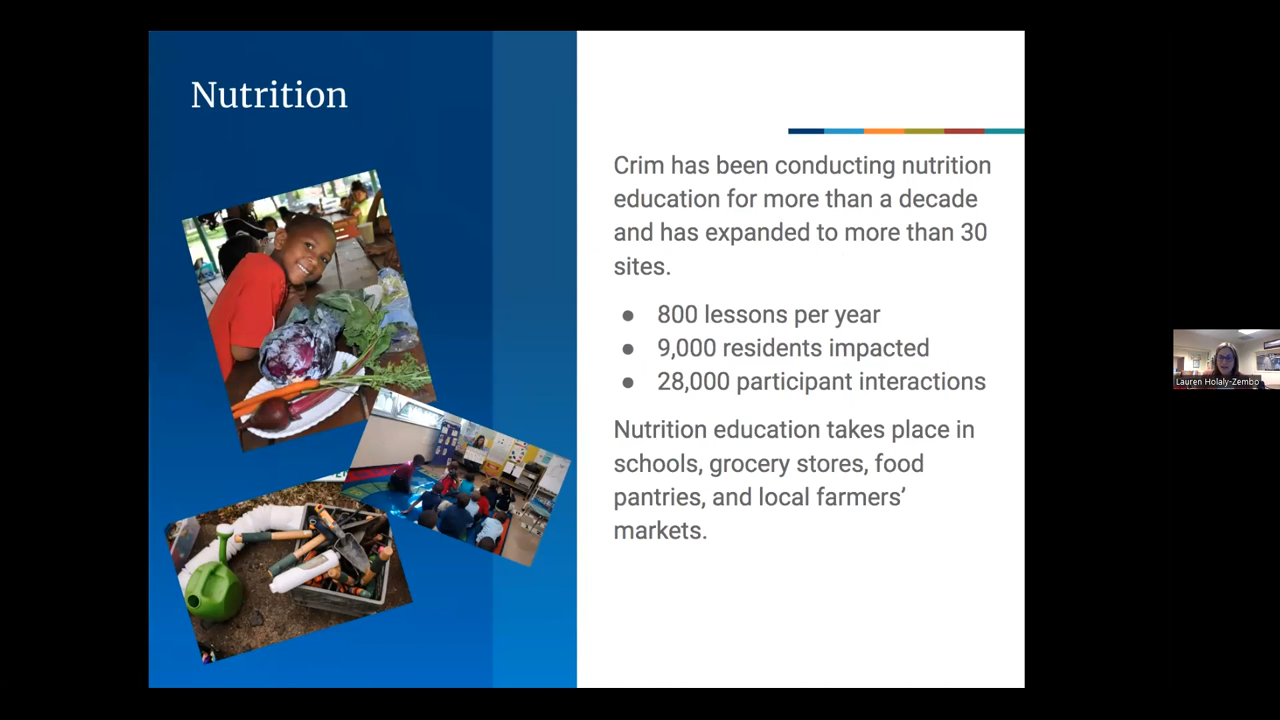 Nutrition
Crim has been conducting nutrition
education for more than a decade
and has expanded to more than 30
sites.
● 800 lessons per year
● 9,000 residents impacted
● 28,000 participant interactions
Nutrition education takes place in
schools, grocery stores, food
pantries, and local farmers’
markets.
Lauren Holaly-Zembo